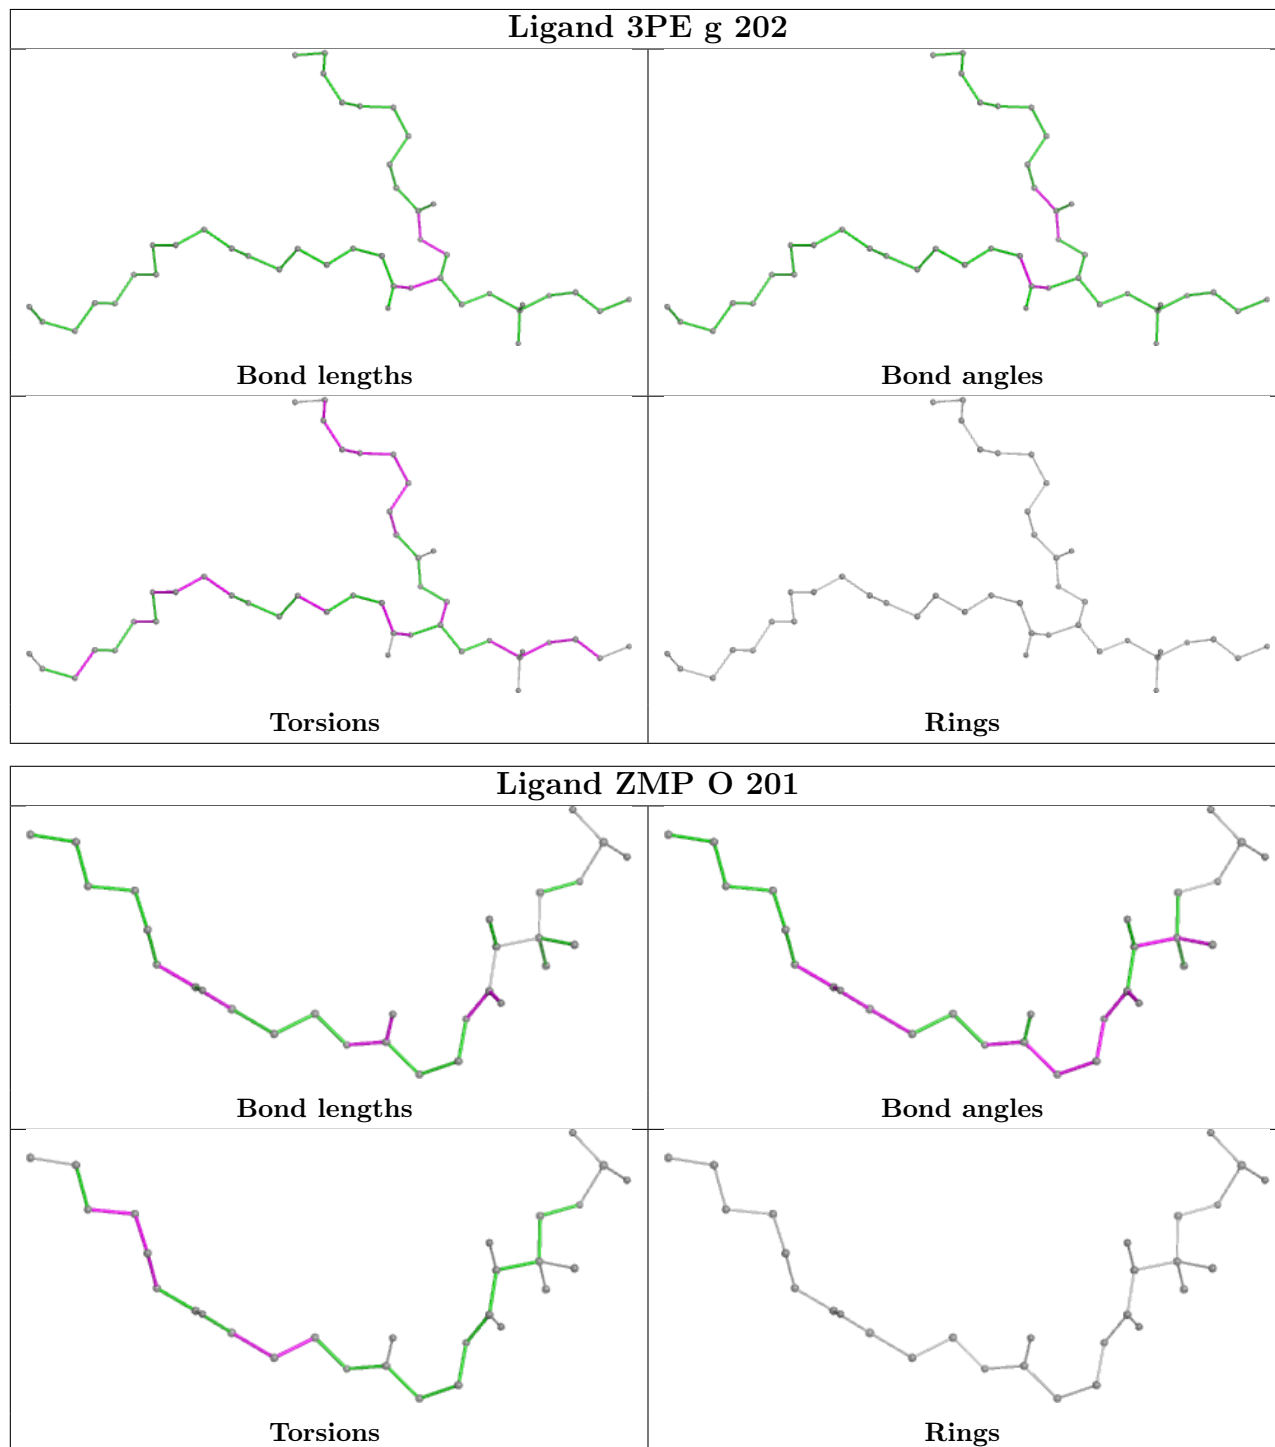 Ligand 3PE g 202
Bond lengths
Bond angles
Torsions
Rings
Ligand ZMP O 201
Bond lengths
Bond angles
Torsions
Rings